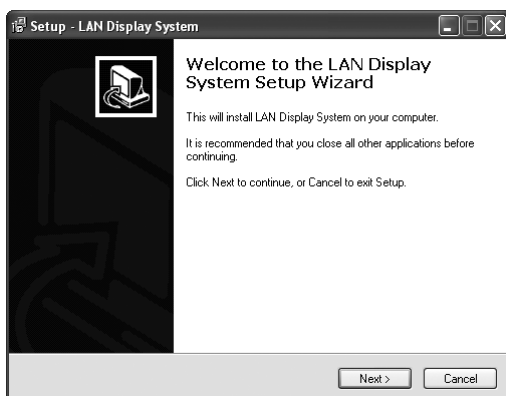 Setup - LAN Display System
Welcome to the LAN Display
System Setup Wizard
This will install LAN Display System on your computer.
It is recommended that you close all other applications before
continuing.
Click Next to continue, or Cancel to exit Setup.
Next >
Cancel